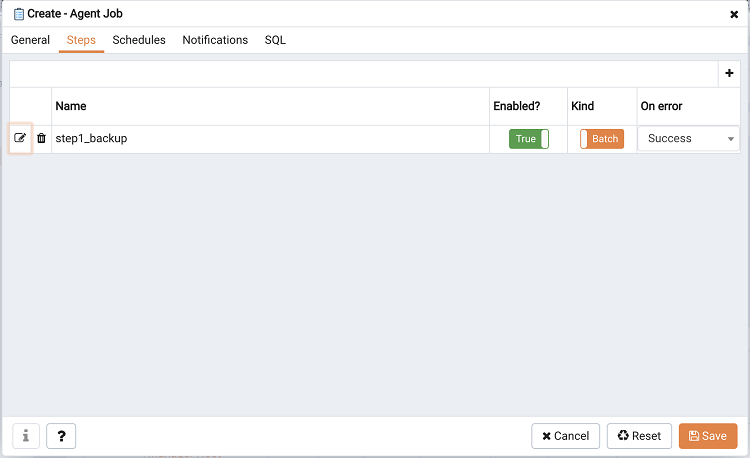 Create - Agent Job
General Steps Schedules Notifications SQL
Name Enabled? Kind On error
step1_backup True Batch Success
i ? Cancel Reset Save